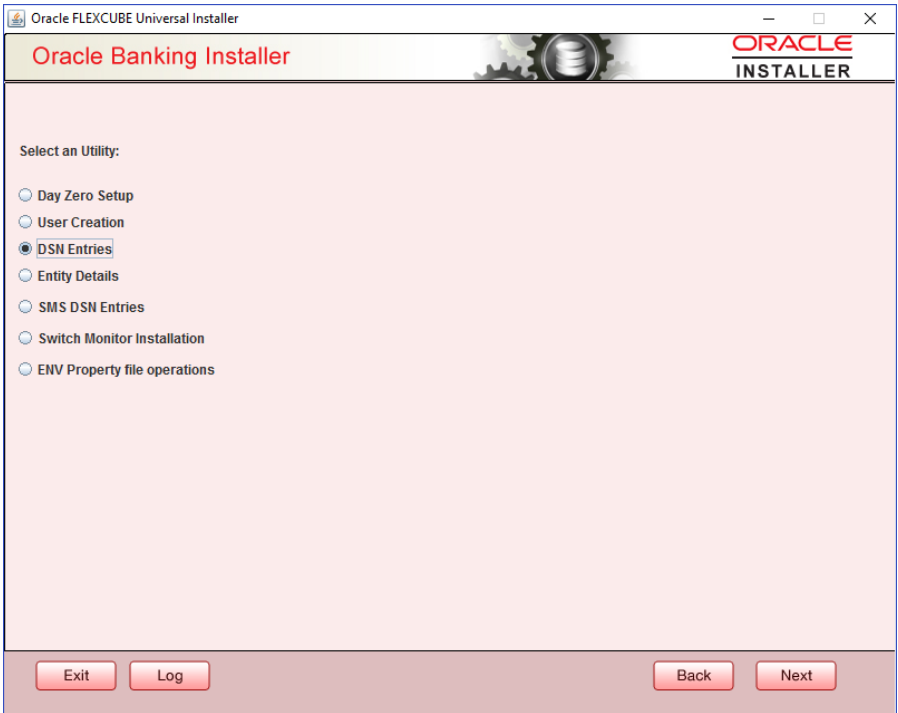 Oracle FLEXCUBE Universal Installer
Oracle Banking Installer
ORACLE
INSTALLER
Select an Utility:
Day Zero Setup
User Creation
DSN Entries
Entity Details
SMS DSN Entries
Switch Monitor Installation
ENV Property file operations
Exit Log Back Next